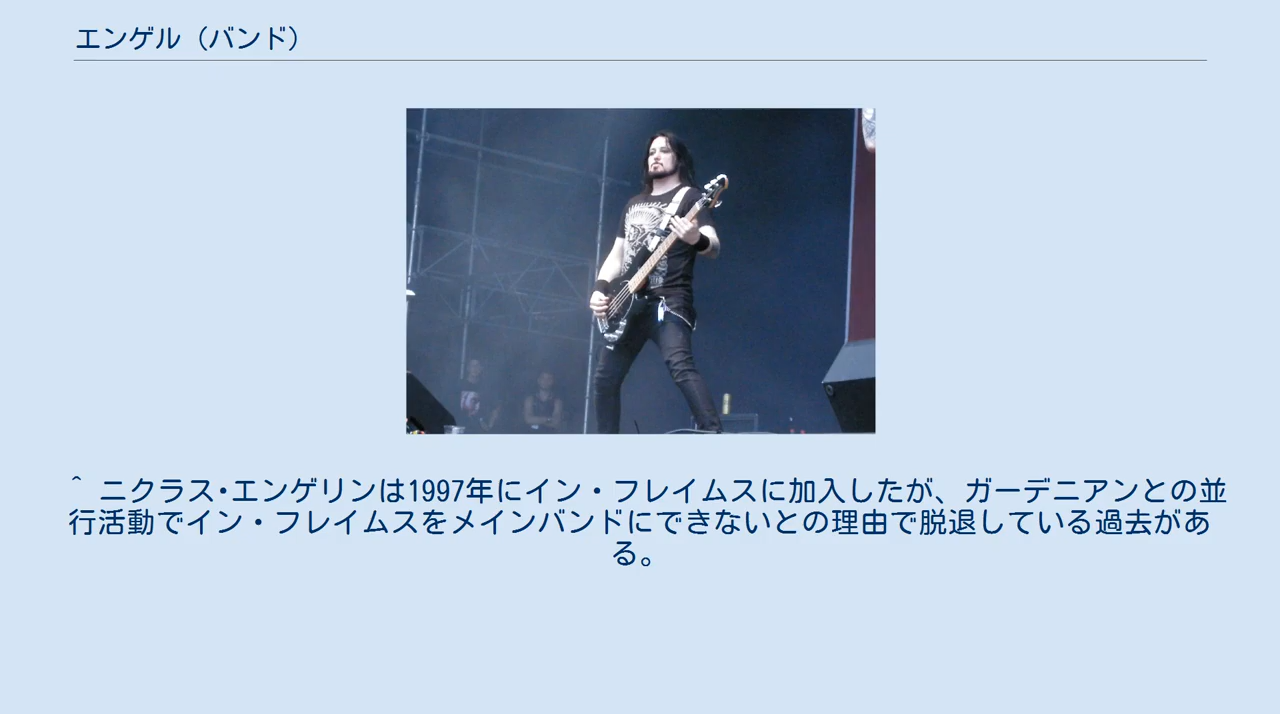 エンゲル（バンド）
^ ニクラス･エンゲリンは1997年にイン・フレイムスに加入したが、ガーデニアンとの並
行活動でイン・フレイムスをメインバンドにできないとの理由で脱退している過去があ
る。